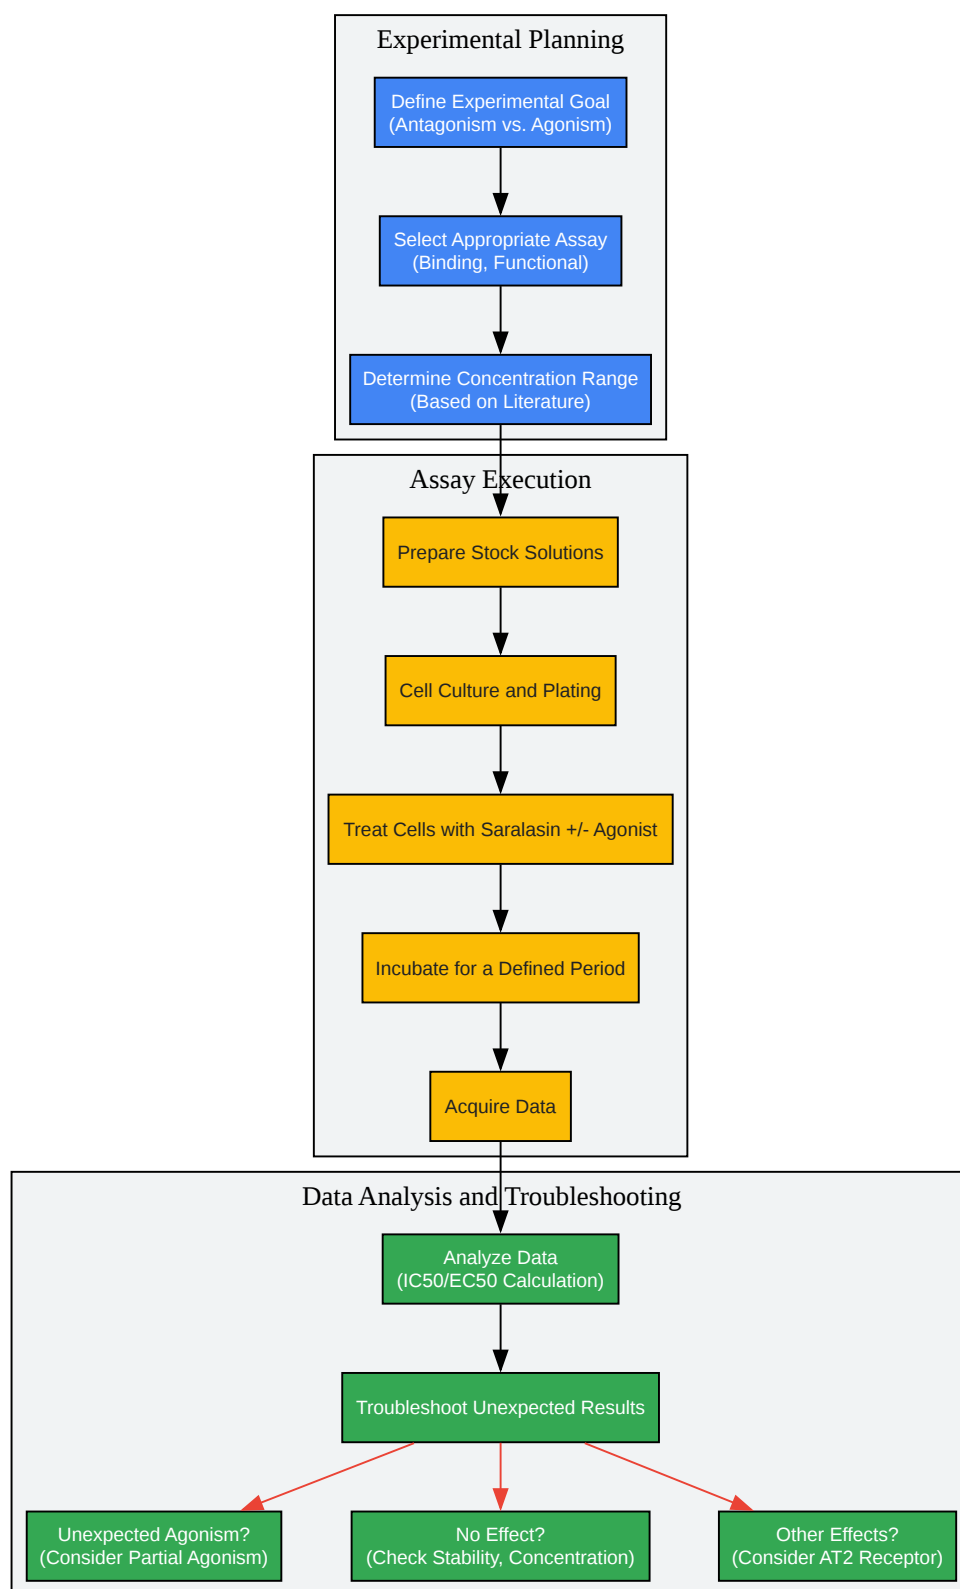 Experimental Planning
Define Experimental Goal
(Antagonism vs. Agonism)
Select Appropriate Assay
(Binding, Functional)
Determine Concentration Range
(Based on Literature)
Assay Execution
Prepare Stock Solutions
Cell Culture and Plating
Treat Cells with Saralasin +/- Agonist
Incubate for a Defined Period
Acquire Data
Data Analysis and Troubleshooting
Analyze Data
(IC50/EC50 Calculation)
Troubleshoot Unexpected Results
Unexpected Agonism?
(Consider Partial Agonism)
No Effect?
(Check Stability, Concentration)
Other Effects?
(Consider AT2 Receptor)